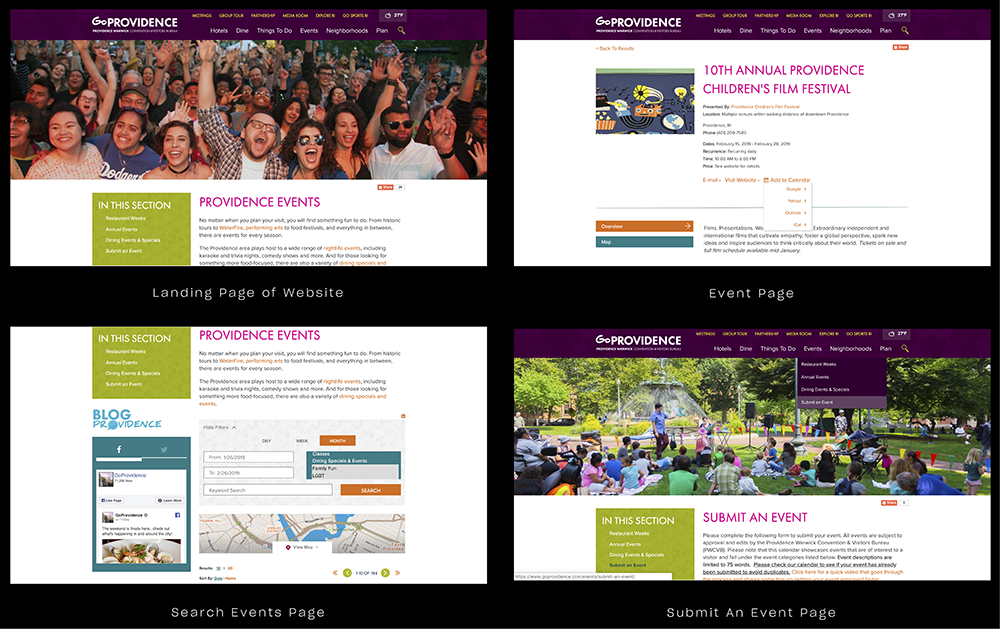 GoPROVIDENCE
PROVIDENCE WARWICK CONVENTION & VISITORS BUREAU
MEETINGS GROUP TOUR PARTNERSHIP MEDIA ROOM EXPLORE RI GO SPORTS RI 27°F
Hotels Dine Things To Do Events Neighborhoods Plan
Dodgers
Share
IN THIS SECTION
Restaurant Weeks
Annual Events
Dining Events & Specials
Submit an Event
PROVIDENCE EVENTS
No matter when you plan your visit, you will find something fun to do. From historic
tours to WaterFire, performing arts to food festivals, and everything in between,
there are events for every season.
The Providence area plays host to a wide range of nightlife events, including
karaoke and trivia nights, comedy shows and more. And for those looking for
something more food-focused, there are also a variety of dining specials and
Landing Page of Website
GoPROVIDENCE
PROVIDENCE WARWICK CONVENTION & VISITORS BUREAU
MEETINGS GROUP TOUR PARTNERSHIP MEDIA ROOM EXPLORE RI GO SPORTS RI 27°F
Hotels Dine Things To Do Events Neighborhoods Plan
< Back To Results
Share
10TH ANNUAL PROVIDENCE
CHILDREN'S FILM FESTIVAL
Presented By: Providence Children's Film Festival
Location: Multiple venues within walking distance of downtown Providence
Providence, RI
Phone (401) 209-7585
Dates: February 15, 2019 - February 28, 2019
Recurrence: Recurring daily
Time: 10:00 AM to 5:00 PM
Price: See website for details
E-mail › Visit Website › Add to Calendar
Google ›
Yahoo! ›
Outlook ›
iCal ›
Overview
Map
Films, Presentations, Extraordinary independent and
international films that cultivate empathy, foster a global perspective, spark new
ideas and inspire audiences to think critically about their world. Tickets on sale and
full film schedule available mid-January.
Event Page
IN THIS SECTION
Restaurant Weeks
Annual Events
Dining Events & Specials
Submit an Event
BLOG
PROVIDENCE
GoProvidence
Like Page Learn More
GoProvidence
The weekend is finally here...check out
what's happening in and around the city!
PROVIDENCE EVENTS
No matter when you plan your visit, you will find something fun to do. From historic
tours to WaterFire, performing arts to food festivals, and everything in between,
there are events for every season.
The Providence area plays host to a wide range of nightlife events, including
karaoke and trivia nights, comedy shows and more. And for those looking for
something more food-focused, there are also a variety of dining specials and
events.
Hide Filters
DAY WEEK MONTH
From: 1/26/2019
To: 2/26/2019
Keyword Search
Classes
Dining Specials & Events
Family Fun
LGBT
SEARCH
View Map
Results: 10 | 20
Sort By: Date | Name
1-10 OF 194
Search Events Page
GoPROVIDENCE
PROVIDENCE WARWICK CONVENTION & VISITORS BUREAU
MEETINGS GROUP TOUR PARTNERSHIP MEDIA ROOM EXPLORE RI GO SPORTS RI 27°F
Hotels Dine Things To Do Events Neighborhoods Plan
Restaurant Weeks
Annual Events
Dining Events & Specials
Submit an Event
Share
IN THIS SECTION
Restaurant Weeks
Annual Events
Dining Events & Specials
Submit an Event
https://www.goprovidence.com/events/submit-an-event/
SUBMIT AN EVENT
Please complete the following form to submit your event. All events are subject to
approval and edits by the Providence Warwick Convention & Visitors Bureau
(PWCVB). Please note that this calendar showcases events that are of interest to a
visitor and fall under the event categories listed below. Event descriptions are
limited to 75 words. Please check our calendar to see if your event has already
been submitted to avoid duplicates. Click here for a quick video that goes through
Submit An Event Page